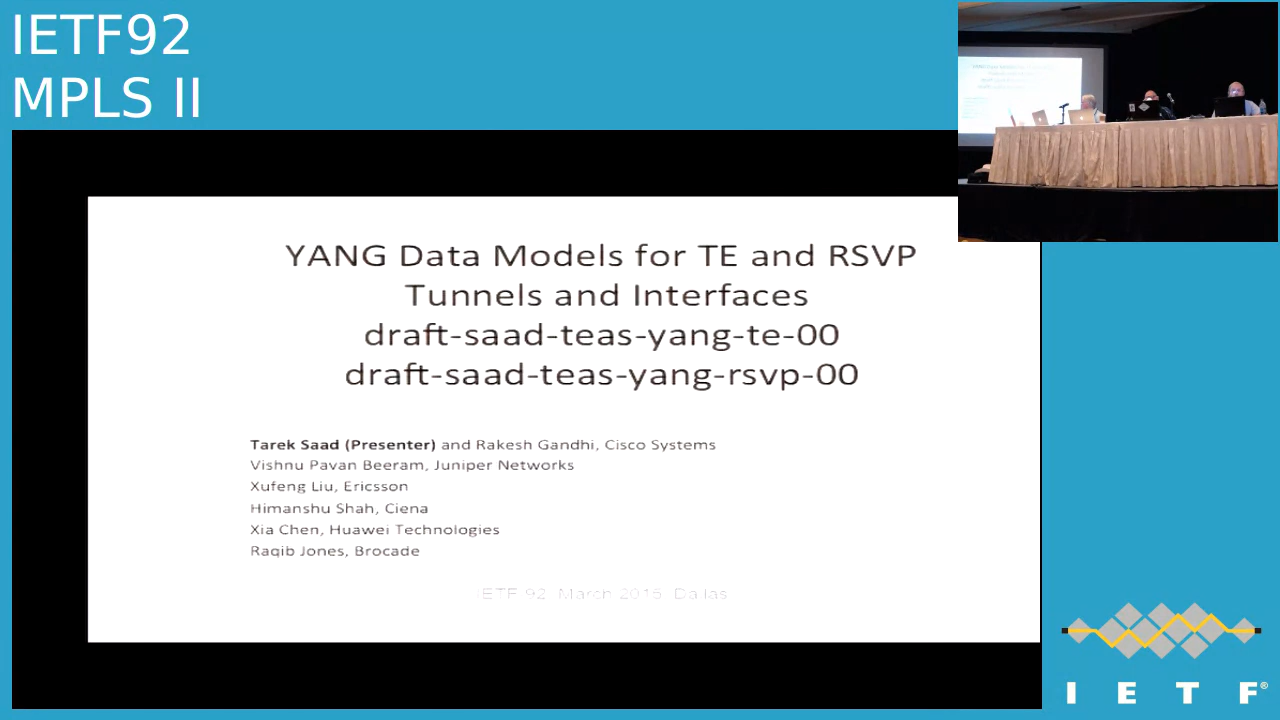 IETF92
MPLS II
YANG Data Models for TE and RSVP
Tunnels and Interfaces
draft-saad-teas-yang-te-00
draft-saad-teas-yang-rsvp-00
Tarek Saad (Presenter) and Rakesh Gandhi, Cisco Systems
Vishnu Pavan Beeram, Juniper Networks
Xufeng Liu, Ericsson
Himanshu Shah, Ciena
Xia Chen, Huawei Technologies
Raqib Jones, Brocade
IETF 92 March 2015 Dallas
I E T F®